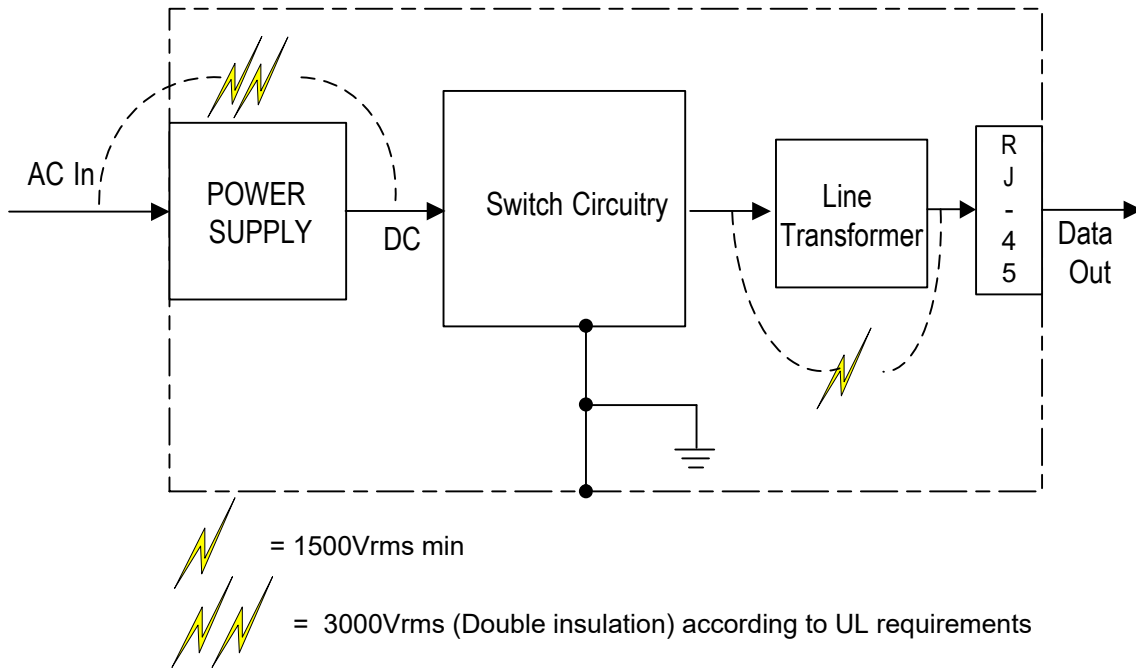 AC In
POWER
SUPPLY
DC
Switch Circuitry
Line
Transformer
R
J
-
4
5
Data
Out
= 1500Vrms min
= 3000Vrms (Double insulation) according to UL requirements